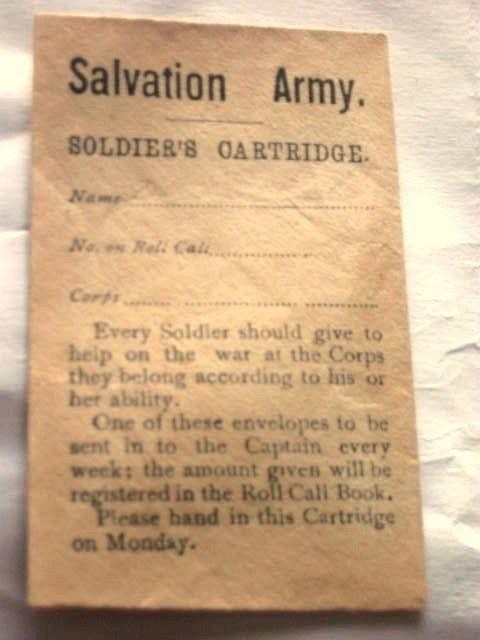 Salvation Army.
SOLDIER'S CARTRIDGE.
Name
No. on Roll Call
Corps
Every Soldier should give to
help on the war at the Corps
they belong according to his or
her ability.
One of these envelopes to be
sent in to the Captain every
week; the amount given will be
registered in the Roll Call Book.
Please hand in this Cartridge
on Monday.